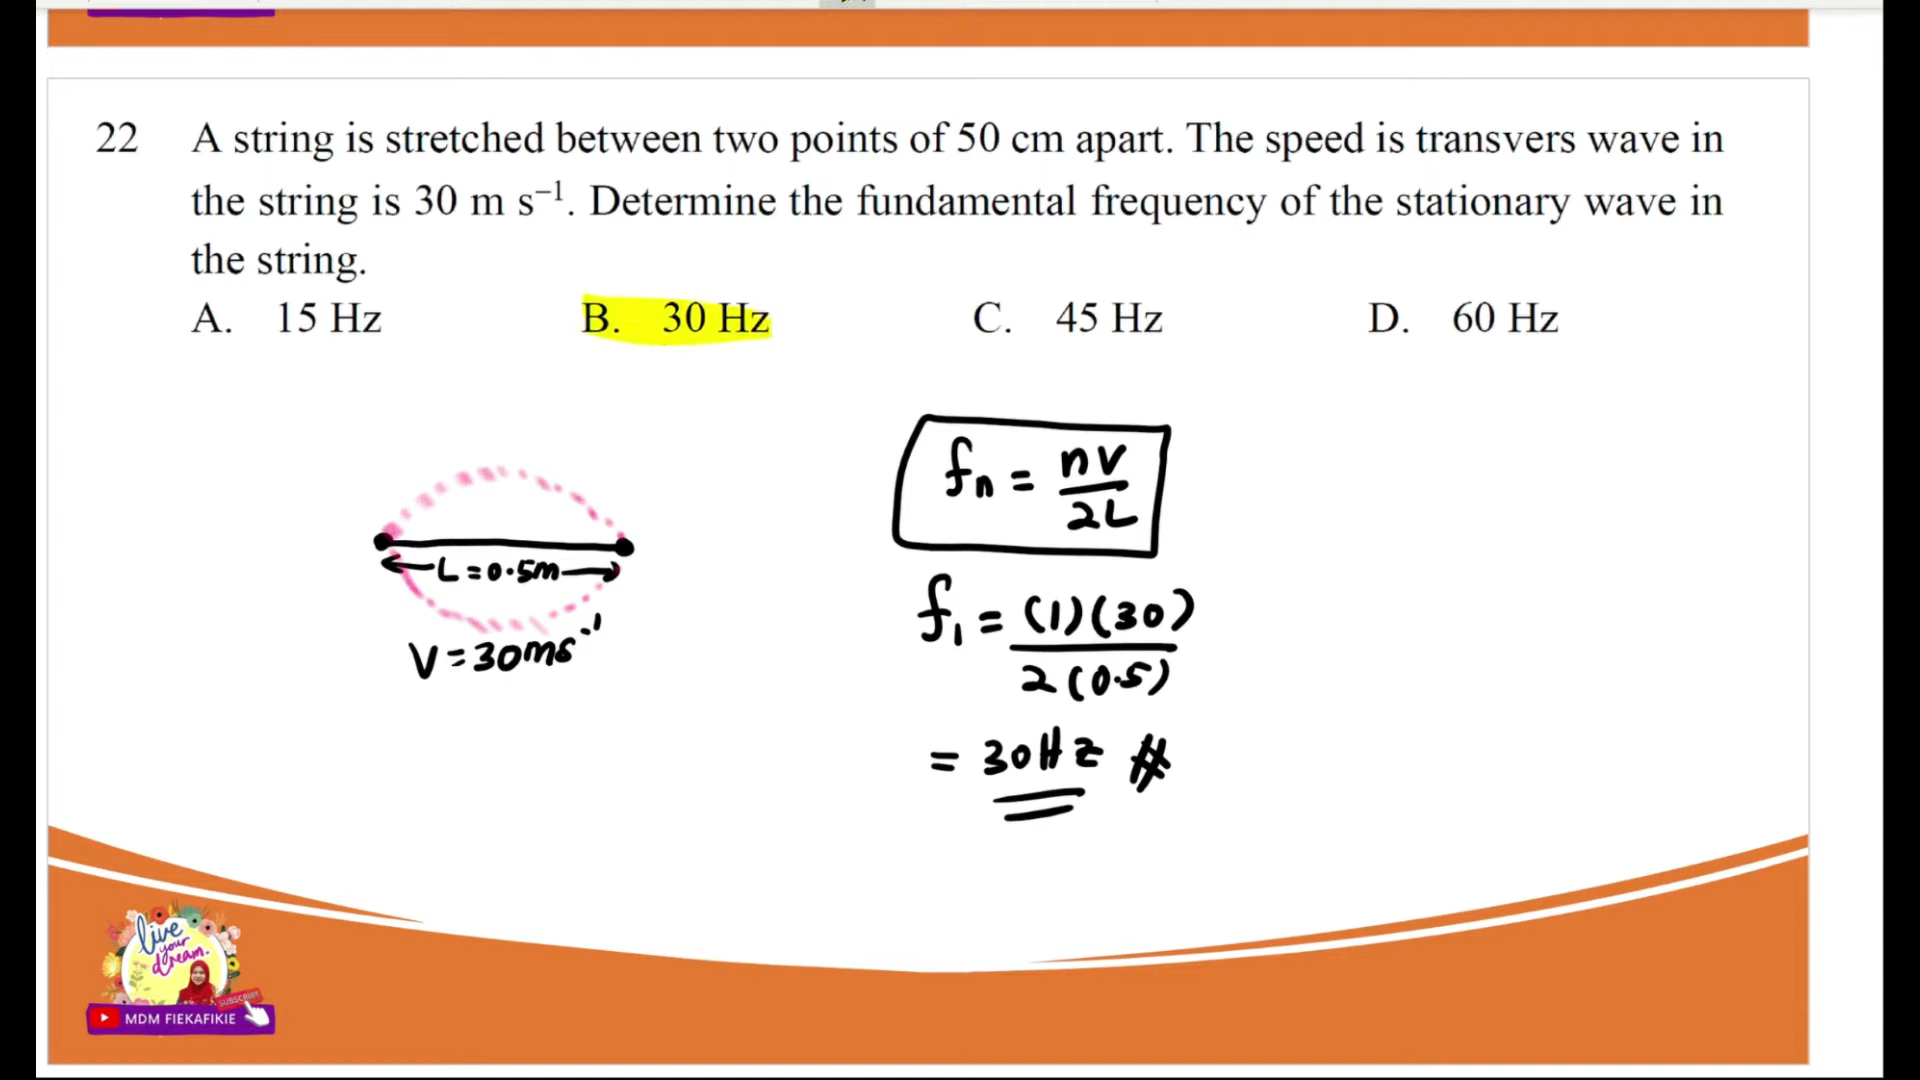 22 A string is stretched between two points of 50 cm apart. The speed is transvers wave in
the string is 30 m s⁻¹. Determine the fundamental frequency of the stationary wave in
the string.
A. 15 Hz B. 30 Hz C. 45 Hz D. 60 Hz
fn = nV / 2L
L = 0.5m
V = 30ms⁻¹
f1 = (1)(30) / 2(0.5)
= 30Hz #
live
your
dream.
SUBSCRIBE
MDM FIEKAFIKIE